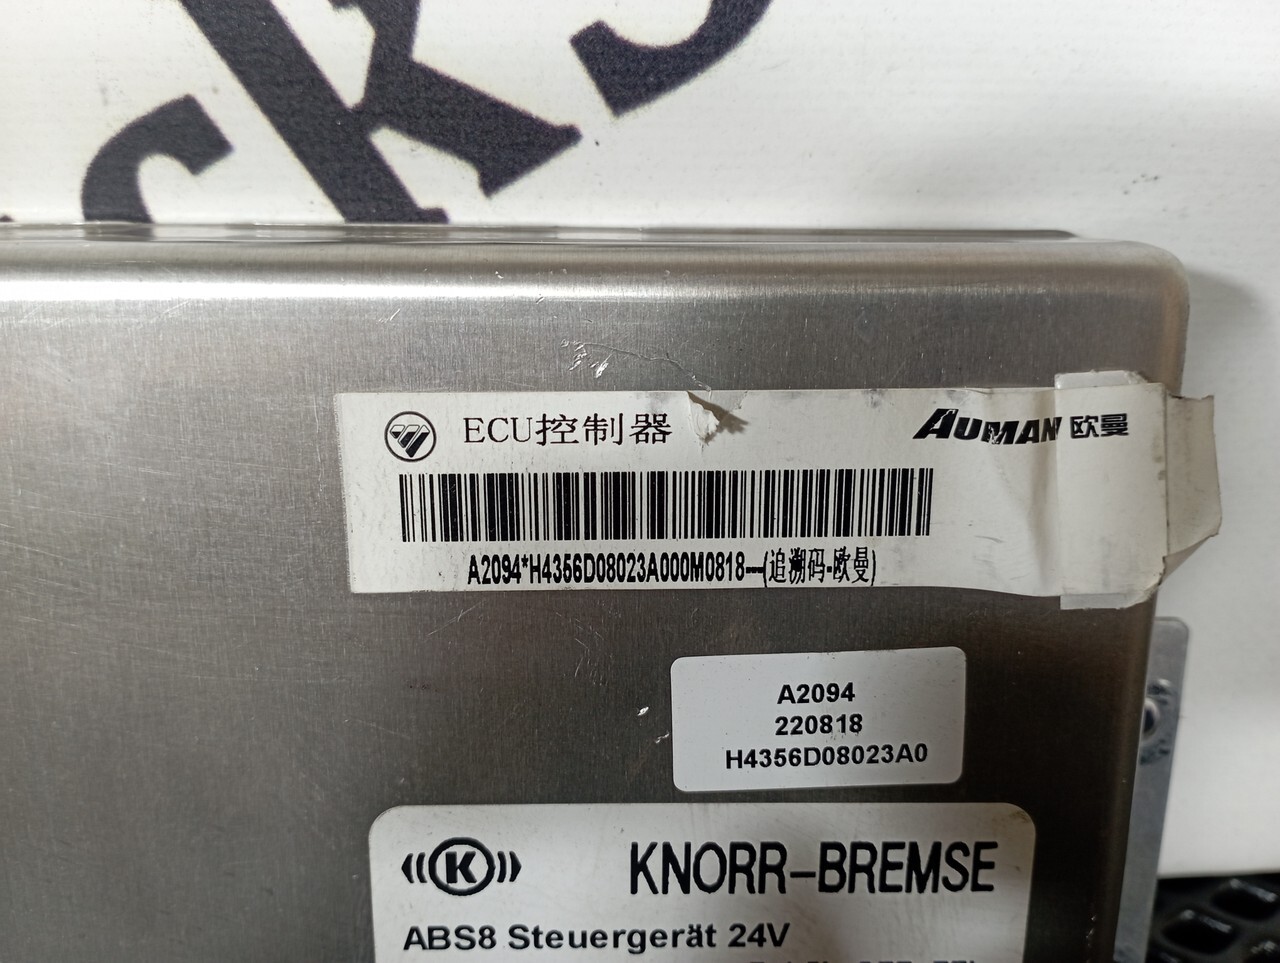 ECU控制器
AUMAN 欧曼
A2094*H4356D08023A000M0818---(追溯码-欧曼)
A2094
220818
H4356D08023A0
K
KNORR-BREMSE
ABS8 Steuergerät 24V